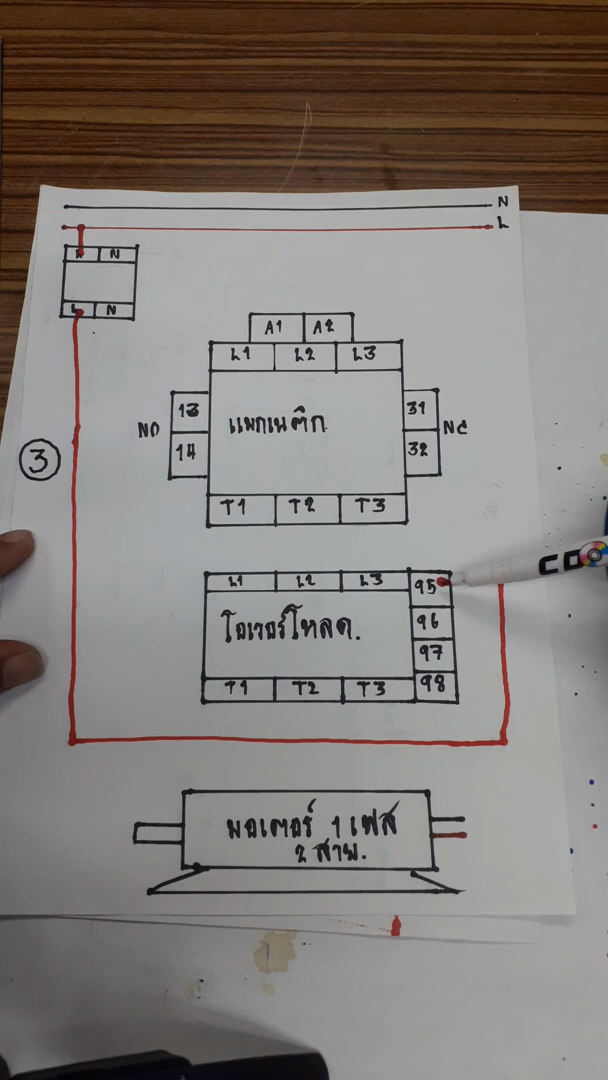 N
L
L N
L N
A1 A2
L1 L2 L3
13 แมกเนติก 31
NO NC
14 32
③
T1 T2 T3
L1 L2 L3 95
โอเวอร์โหลด. 96
97
T1 T2 T3 98
มอเตอร์ 1 เฟส
2 สาย.